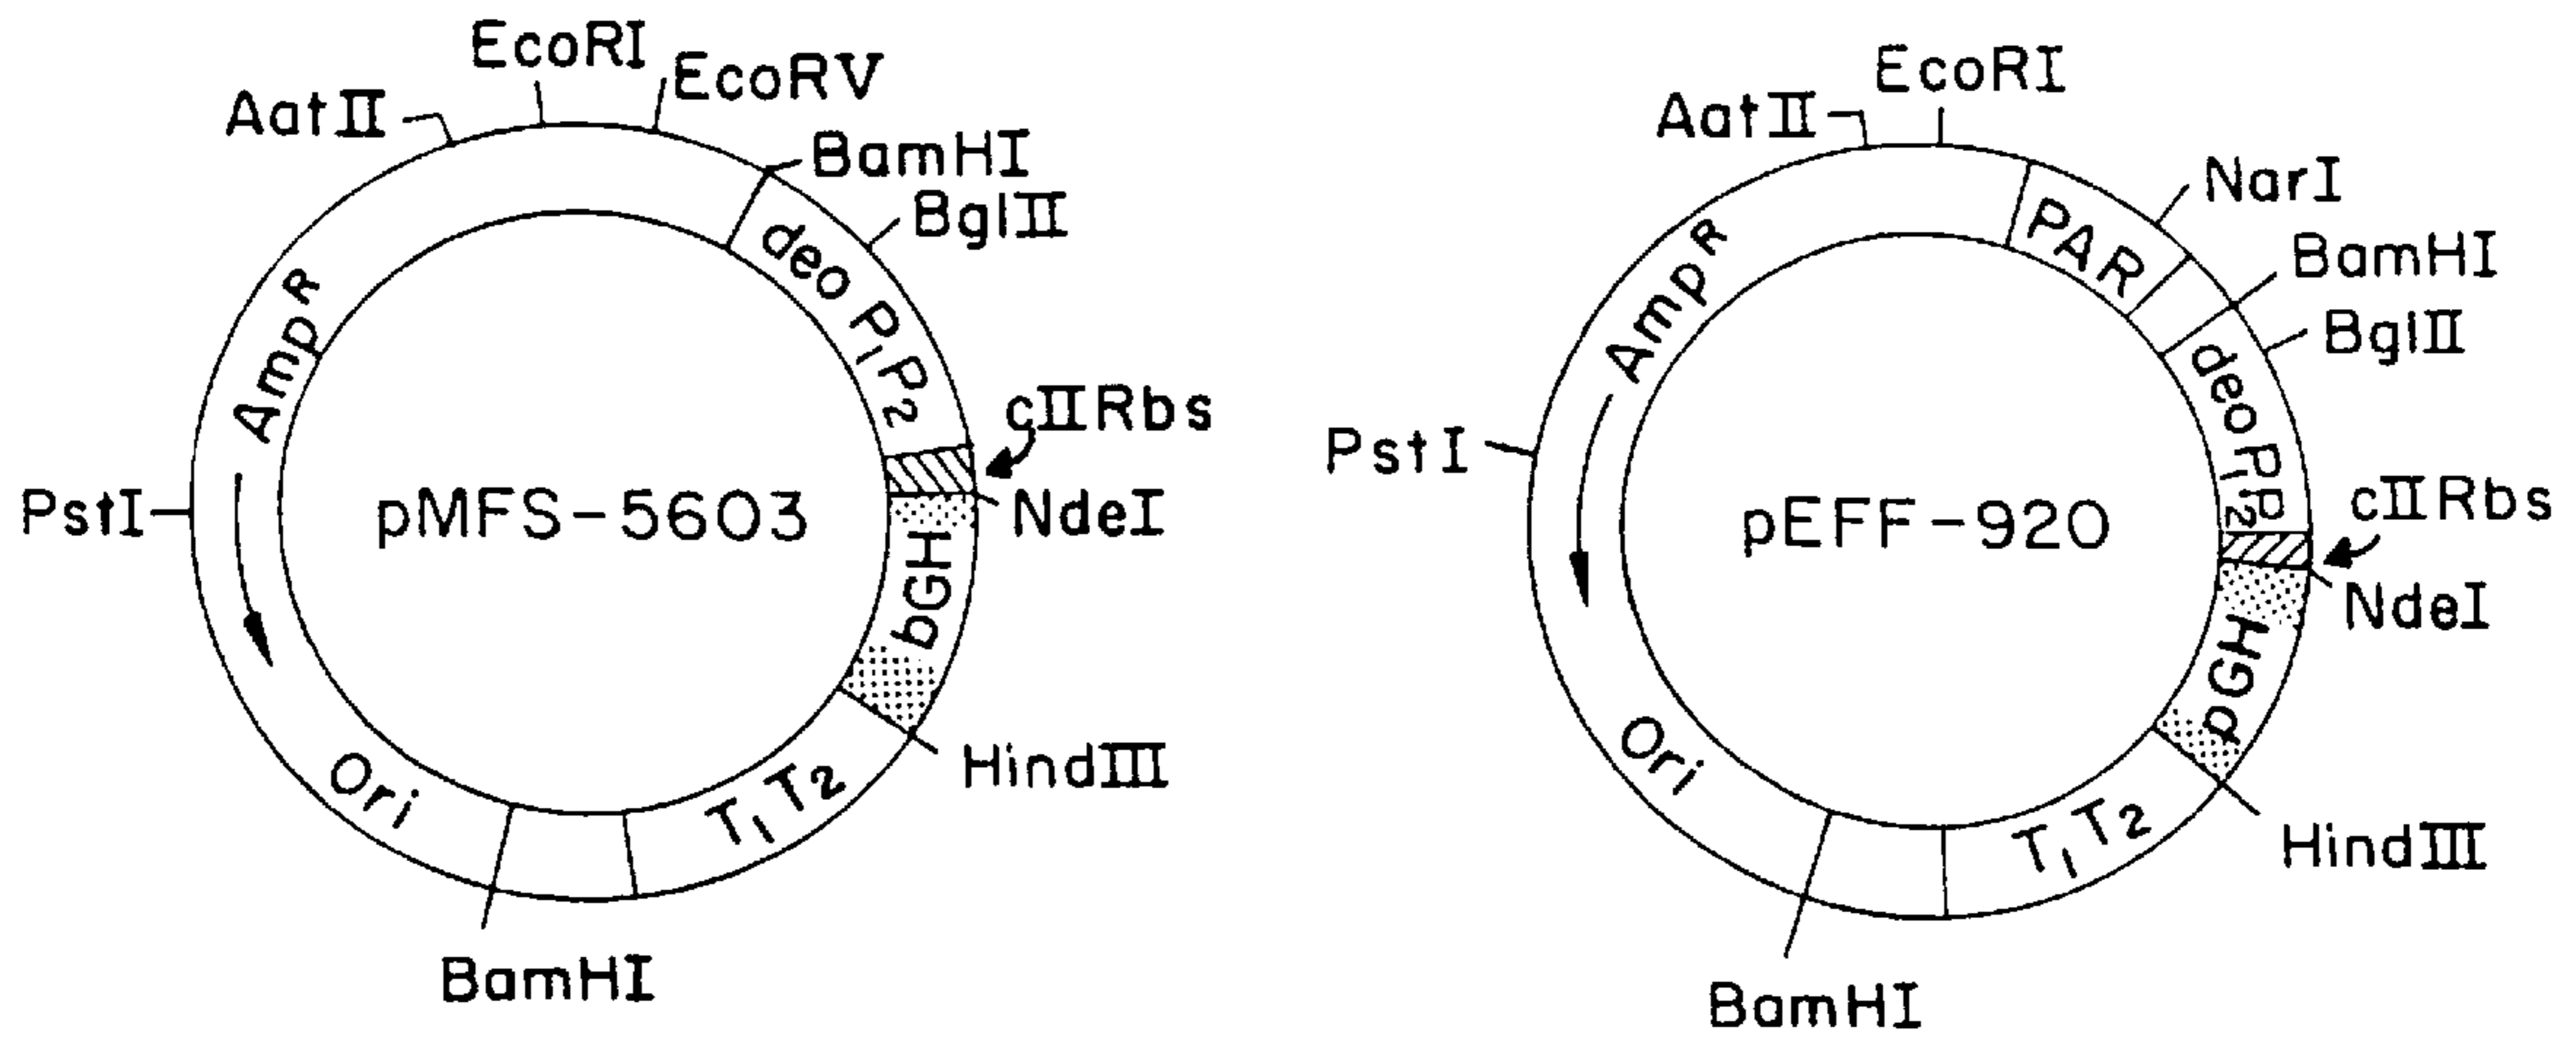 EcoRI
EcoRV
AatII
BamHI
BglII
deo P1P2
AmpR
cIIRbs
PstI
pMFS-5603
NdeI
bGH
HindIII
Ori
T1T2
BamHI
EcoRI
AatII
NarI
PAR
BamHI
AmpR
BglII
deo P1P2
PstI
cIIRbs
pEFF-920
NdeI
pGH
Ori
HindIII
T1T2
BamHI